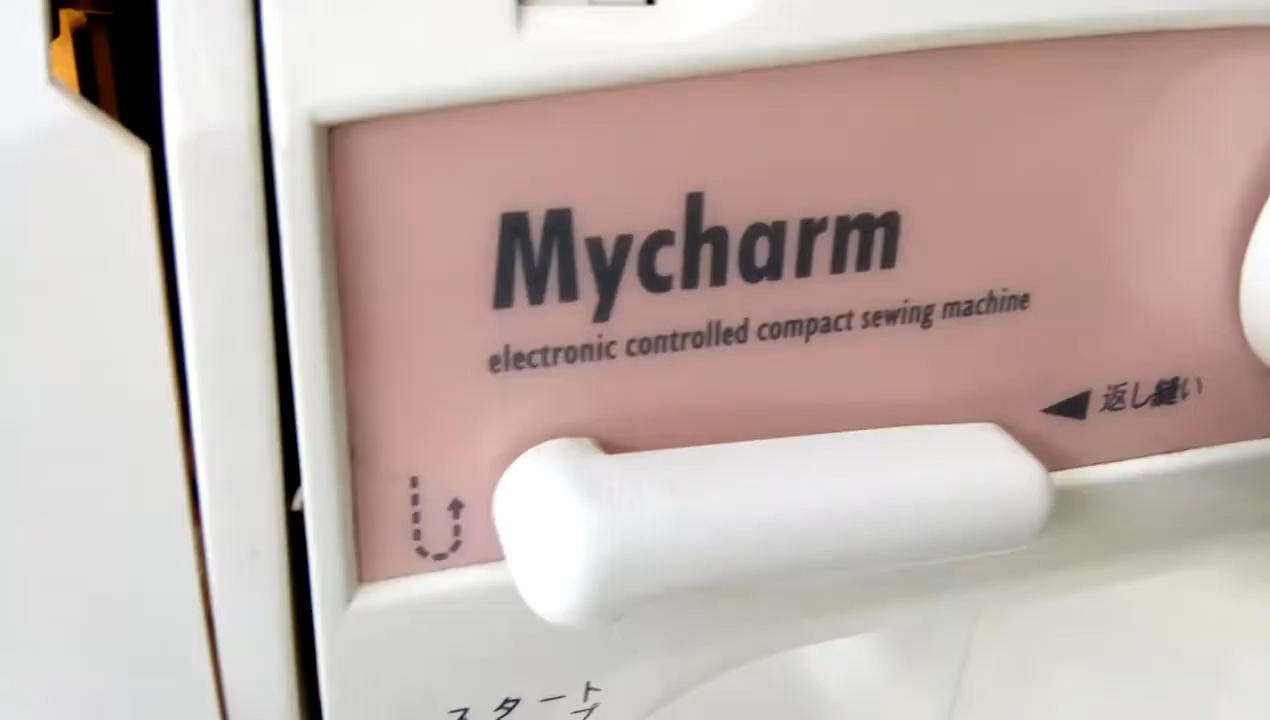 Mycharm
electronic controlled compact sewing machine
◀ 返し縫い
スタート